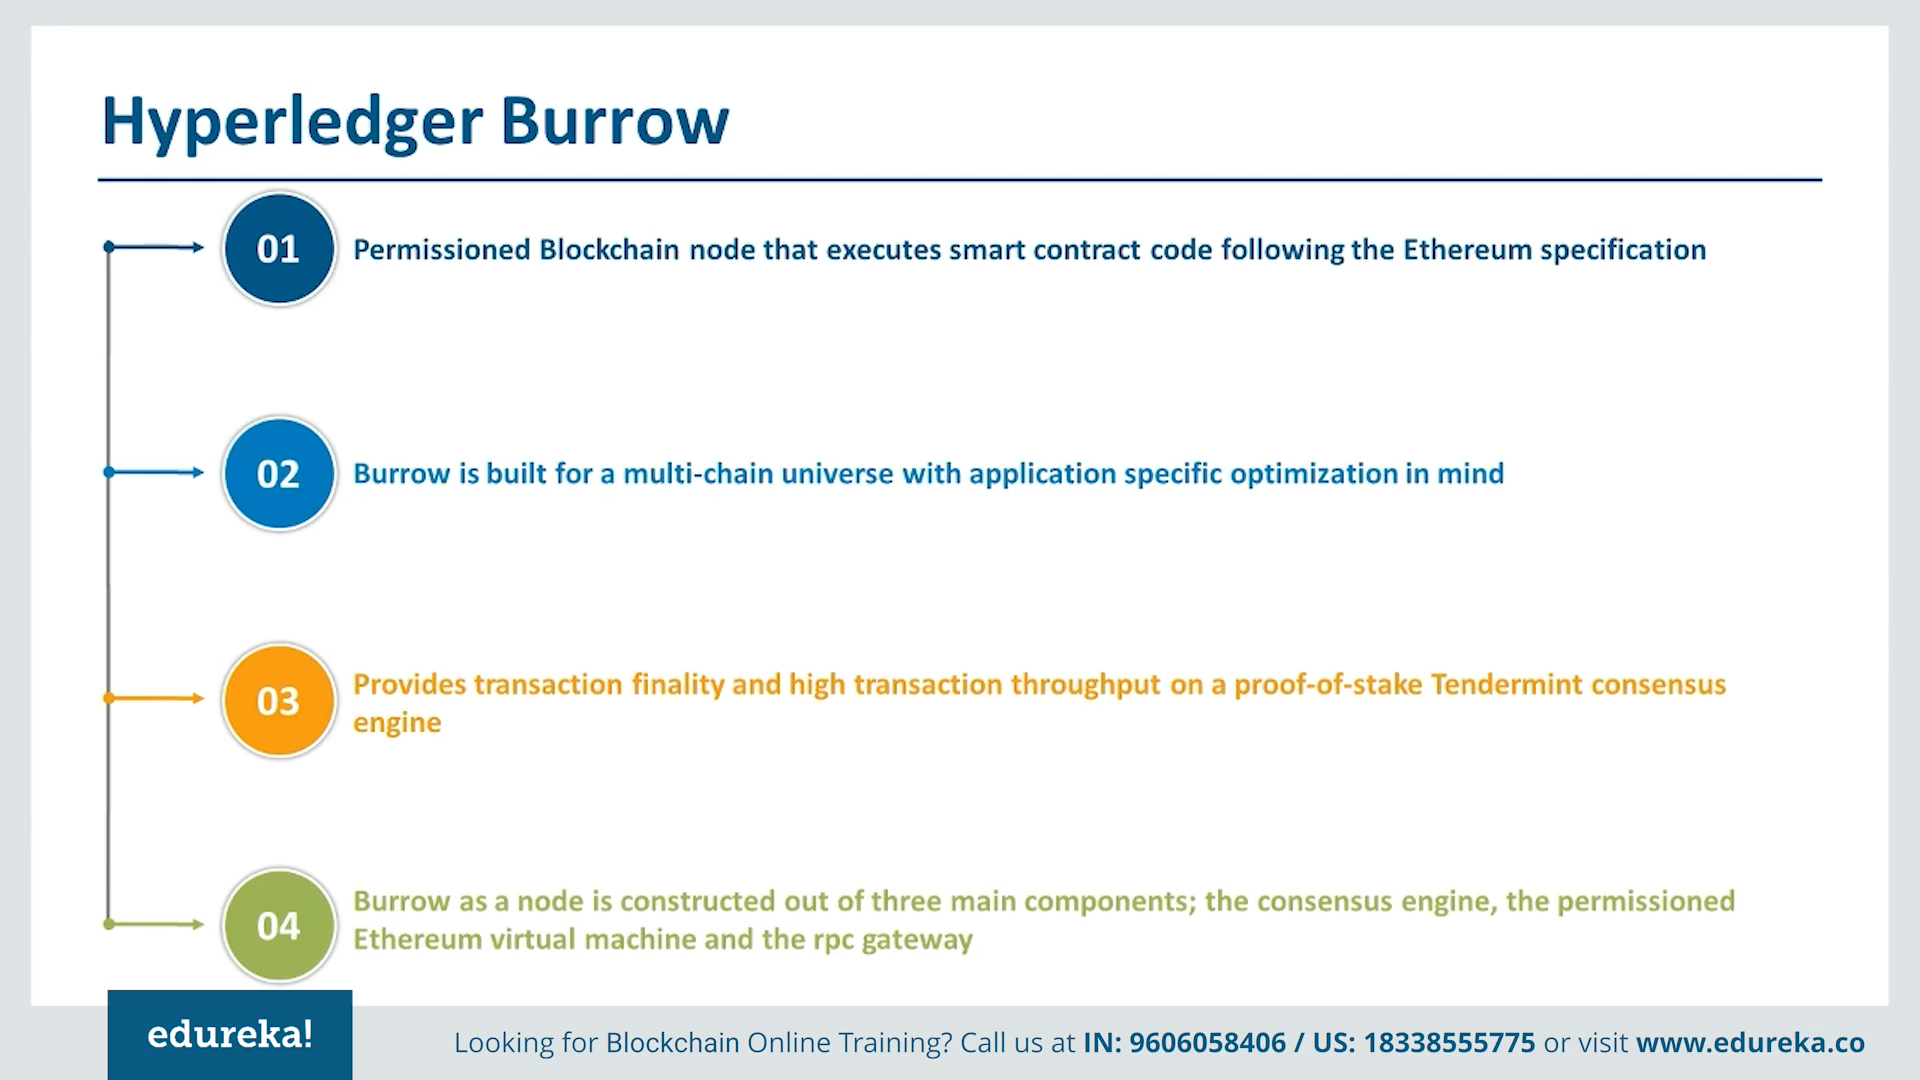 Hyperledger Burrow
01
Permissioned Blockchain node that executes smart contract code following the Ethereum specification
02
Burrow is built for a multi-chain universe with application specific optimization in mind
03
Provides transaction finality and high transaction throughput on a proof-of-stake Tendermint consensus
engine
04
Burrow as a node is constructed out of three main components; the consensus engine, the permissioned
Ethereum virtual machine and the rpc gateway
edureka!
Looking for Blockchain Online Training? Call us at IN: 9606058406 / US: 18338555775 or visit www.edureka.co